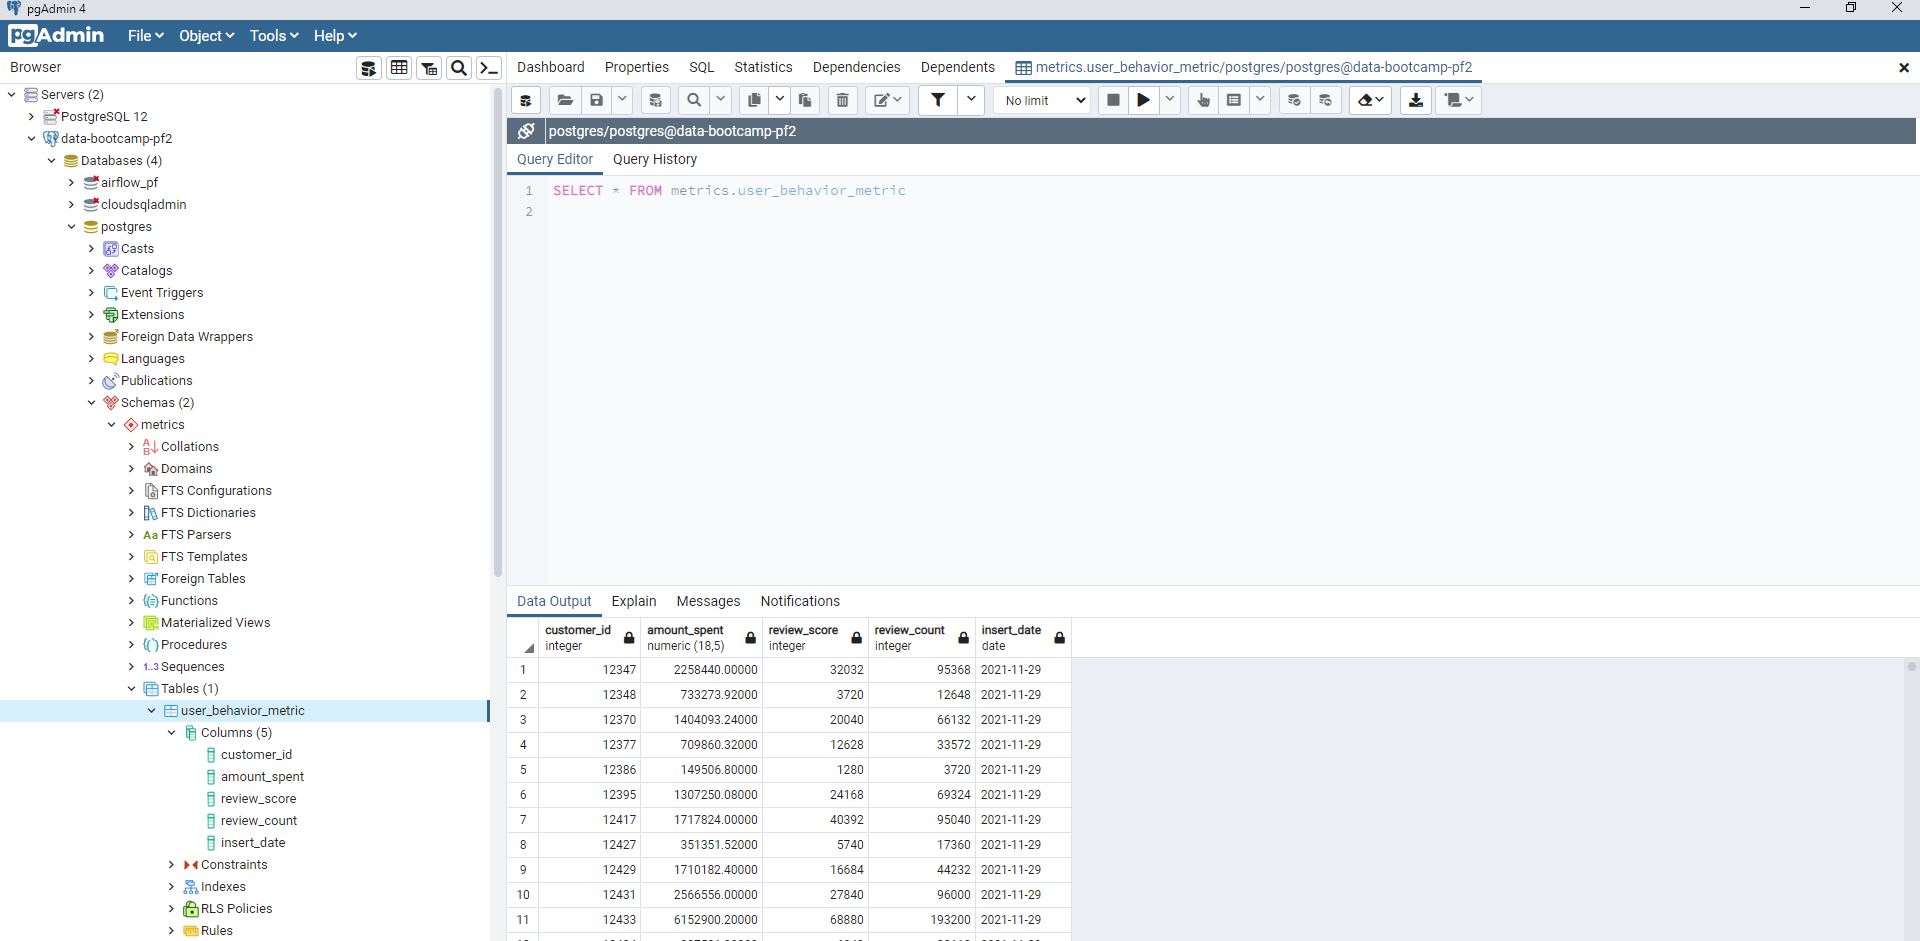 pgAdmin 4
pgAdmin File Object Tools Help
Browser
Servers (2)
PostgreSQL 12
data-bootcamp-pf2
Databases (4)
airflow_pf
cloudsqladmin
postgres
Casts
Catalogs
Event Triggers
Extensions
Foreign Data Wrappers
Languages
Publications
Schemas (2)
metrics
Collations
Domains
FTS Configurations
FTS Dictionaries
Aa FTS Parsers
FTS Templates
Foreign Tables
Functions
Materialized Views
Procedures
1..3 Sequences
Tables (1)
user_behavior_metric
Columns (5)
customer_id
amount_spent
review_score
review_count
insert_date
Constraints
Indexes
RLS Policies
Rules
Dashboard Properties SQL Statistics Dependencies Dependents metrics.user_behavior_metric/postgres/postgres@data-bootcamp-pf2
No limit
postgres/postgres@data-bootcamp-pf2
Query Editor Query History
1 SELECT * FROM metrics.user_behavior_metric
2
Data Output Explain Messages Notifications
customer_id amount_spent review_score review_count insert_date
integer numeric (18,5) integer integer date
1 12347 2258440.00000 32032 95368 2021-11-29
2 12348 733273.92000 3720 12648 2021-11-29
3 12370 1404093.24000 20040 66132 2021-11-29
4 12377 709860.32000 12628 33572 2021-11-29
5 12386 149506.80000 1280 3720 2021-11-29
6 12395 1307250.08000 24168 69324 2021-11-29
7 12417 1717824.00000 40392 95040 2021-11-29
8 12427 351351.52000 5740 17360 2021-11-29
9 12429 1710182.40000 16684 44232 2021-11-29
10 12431 2566556.00000 27840 96000 2021-11-29
11 12433 6152900.20000 68880 193200 2021-11-29